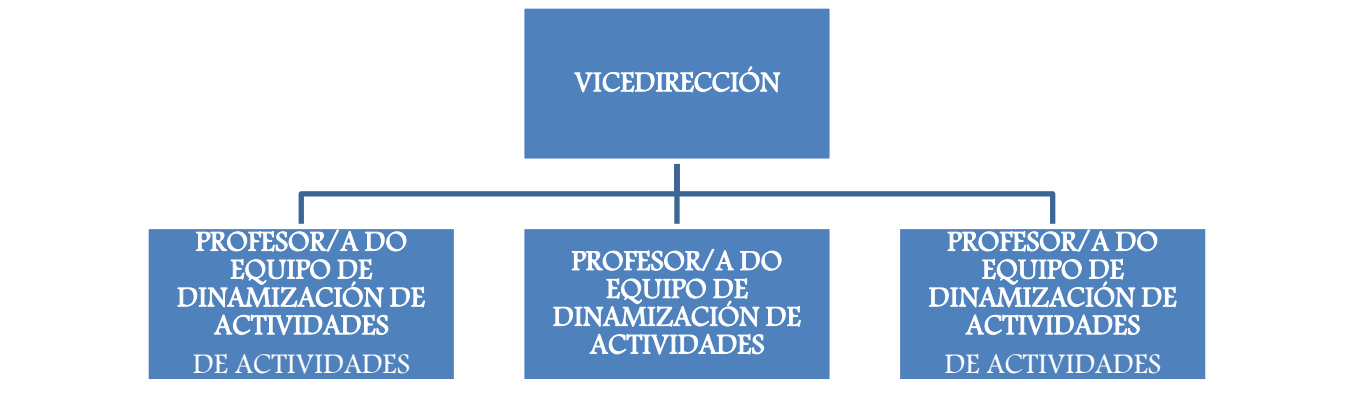 VICEDIRECCIÓN
PROFESOR/A DO
EQUIPO DE
DINAMIZACIÓN DE
ACTIVIDADES
DE ACTIVIDADES
PROFESOR/A DO
EQUIPO DE
DINAMIZACIÓN DE
ACTIVIDADES
PROFESOR/A DO
EQUIPO DE
DINAMIZACIÓN DE
ACTIVIDADES
DE ACTIVIDADES